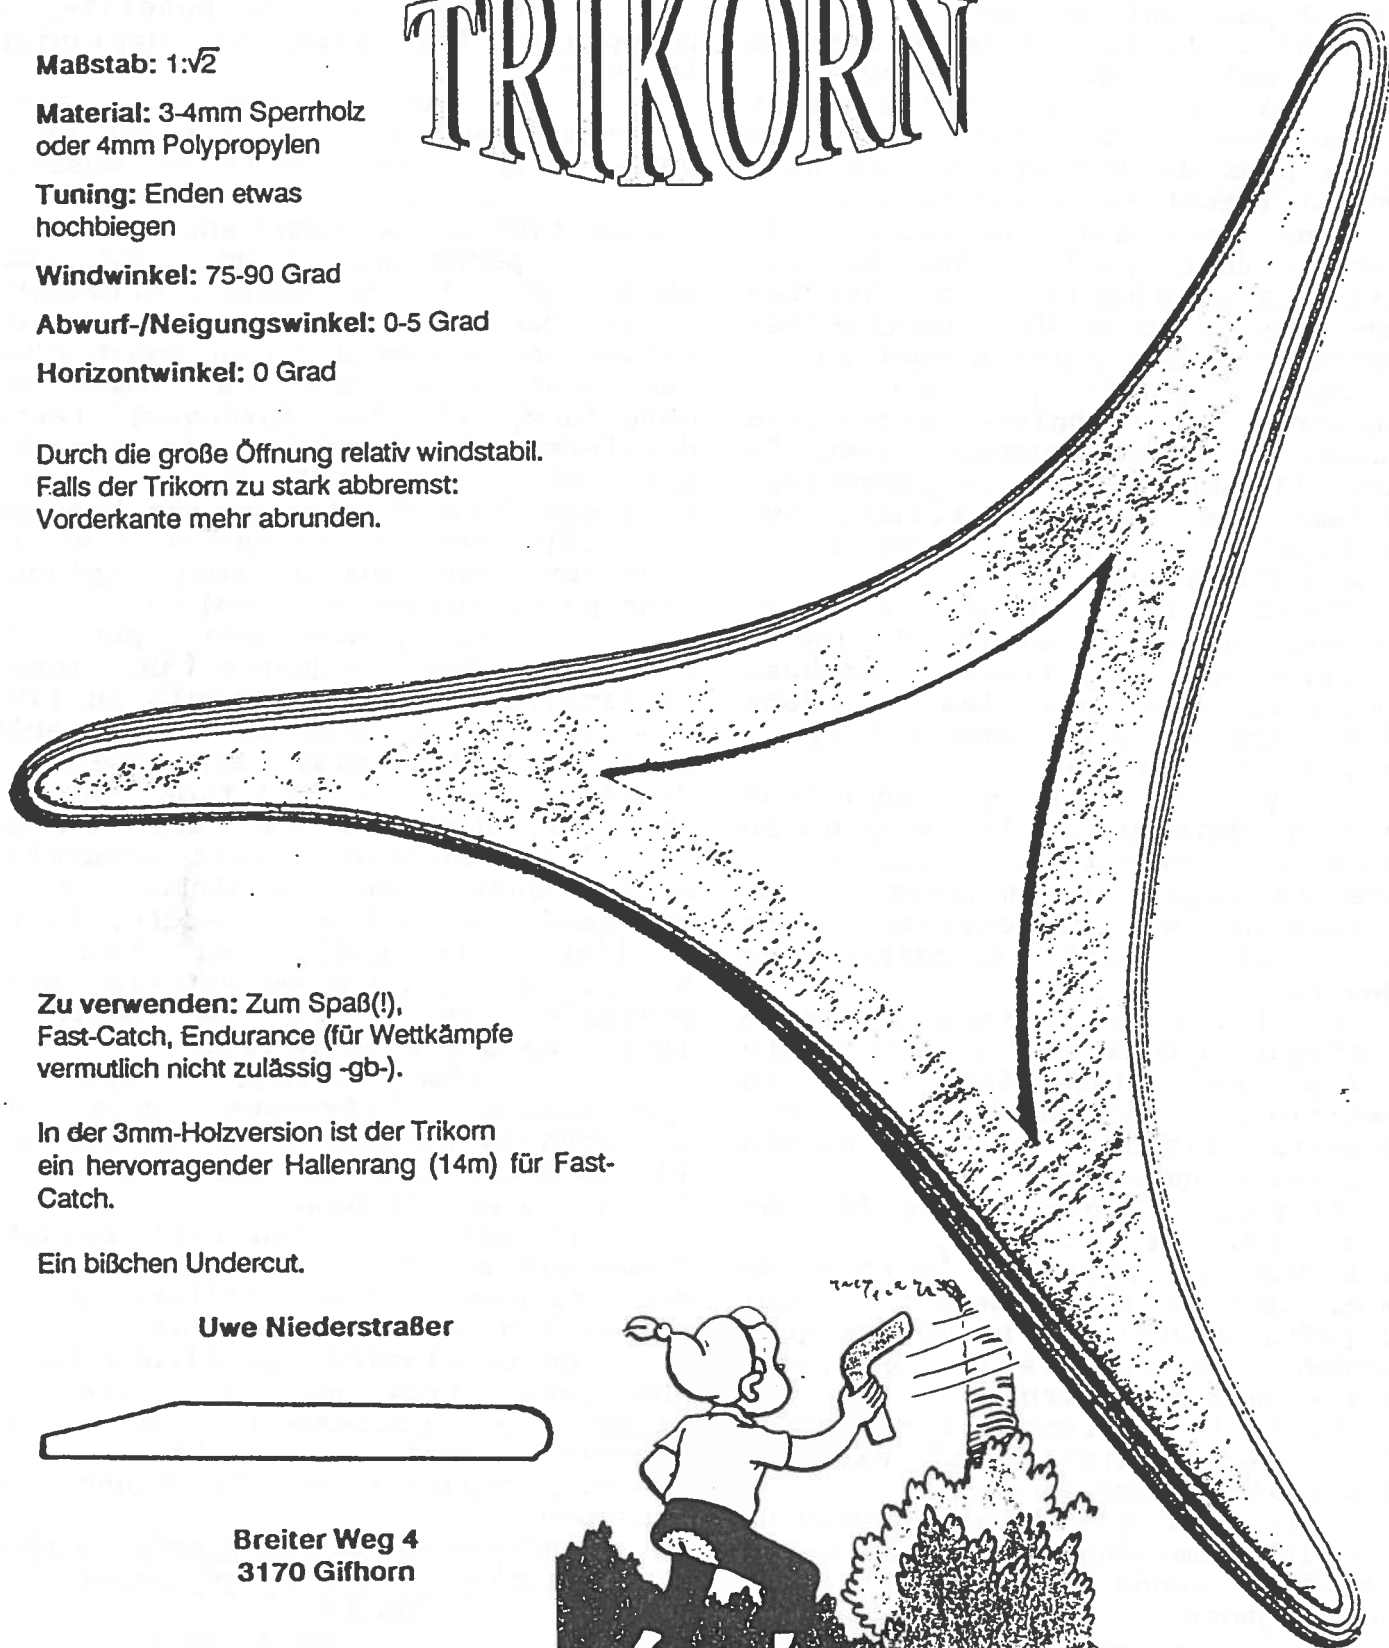 TRIKORN
Maßstab: 1:√2
Material: 3-4mm Sperrholz
oder 4mm Polypropylen
Tuning: Enden etwas
hochbiegen
Windwinkel: 75-90 Grad
Abwurf-/Neigungswinkel: 0-5 Grad
Horizontwinkel: 0 Grad
Durch die große Öffnung relativ windstabil.
Falls der Trikorn zu stark abbremst:
Vorderkante mehr abrunden.
Zu verwenden: Zum Spaß(!),
Fast-Catch, Endurance (für Wettkämpfe
vermutlich nicht zulässig -gb-).
In der 3mm-Holzversion ist der Trikorn
ein hervorragender Hallenrang (14m) für Fast-
Catch.
Ein bißchen Undercut.
Uwe Niederstraßer
Breiter Weg 4
3170 Gifhorn